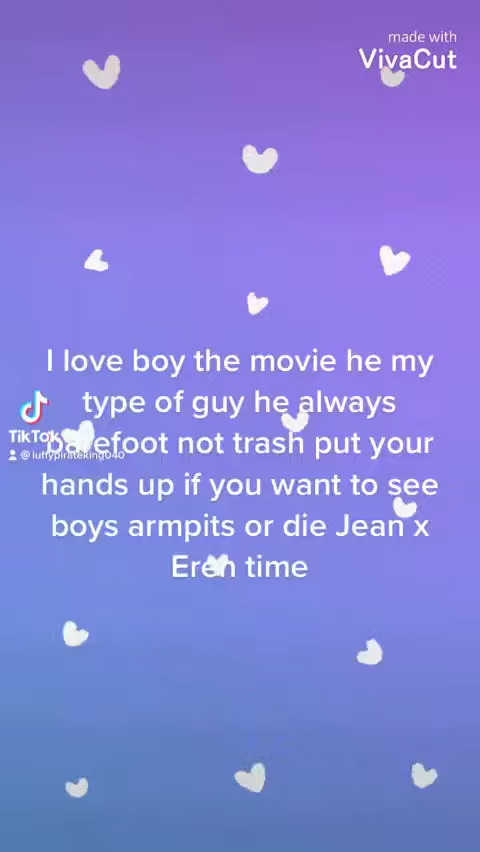 made with
VivaCut
I love boy the movie he my
type of guy he always
barefoot not trash put your
hands up if you want to see
boys armpits or die Jean x
Eren time
TikTok
@luffypirateking040